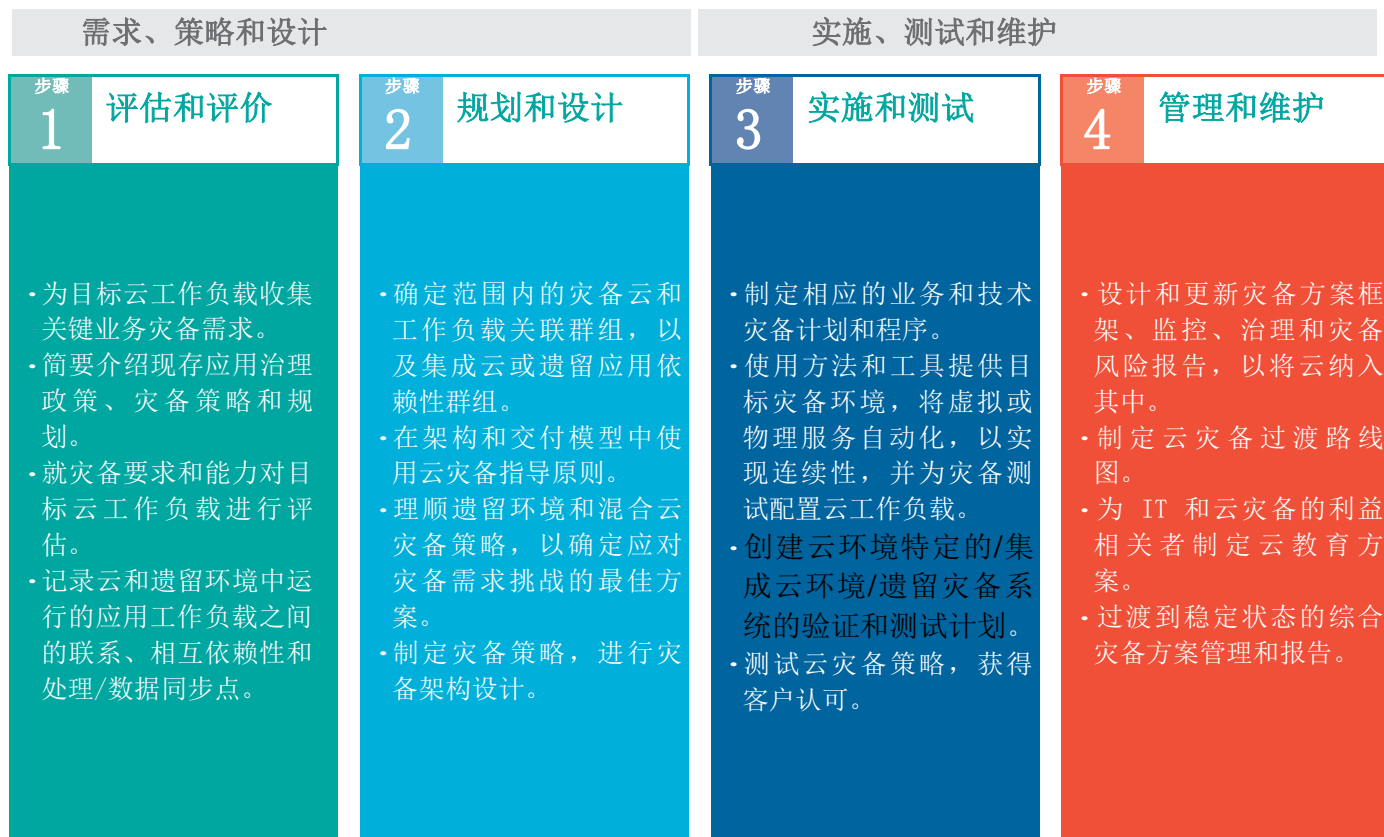 需求、策略和设计
实施、测试和维护
步骤
1
评估和评价
·为目标云工作负载收集
关键业务灾备需求。
·简要介绍现存应用治理
政策、灾备策略和规
划。
·就灾备要求和能力对目
标云工作负载进行评
估。
·记录云和遗留环境中运
行的应用工作负载之间
的联系、相互依赖性和
处理/数据同步点。
步骤
2
规划和设计
·确定范围内的灾备云和
工作负载关联群组，以
及集成云或遗留应用依
赖性群组。
·在架构和交付模型中使
用云灾备指导原则。
·理顺遗留环境和混合云
灾备策略，以确定应对
灾备需求挑战的最佳方
案。
·制定灾备策略，进行灾
备架构设计。
步骤
3
实施和测试
·制定相应的业务和技术
灾备计划和程序。
·使用方法和工具提供目
标灾备环境，将虚拟或
物理服务自动化，以实
现连续性，并为灾备测
试配置云工作负载。
·创建云环境特定的/集
成云环境/遗留灾备系
统的验证和测试计划。
·测试云灾备策略，获得
客户认可。
步骤
4
管理和维护
·设计和更新灾备方案框
架、监控、治理和灾备
风险报告，以将云纳入
其中。
·制定云灾备过渡路线
图。
·为 IT 和云灾备的利益
相关者制定云教育方
案。
·过渡到稳定状态的综合
灾备方案管理和报告。